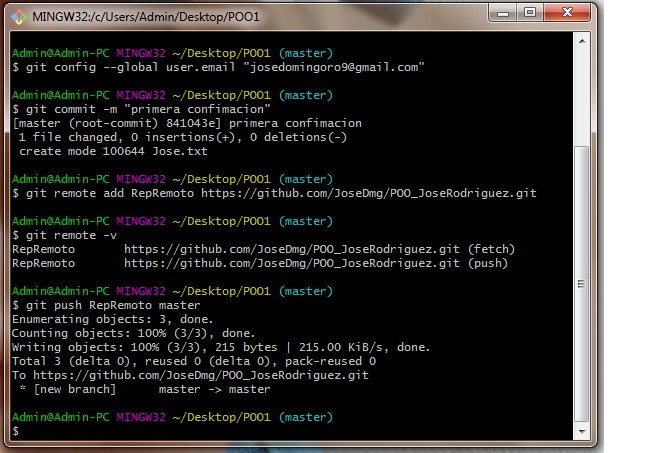 MINGW32:/c/Users/Admin/Desktop/POO1
Admin@Admin-PC MINGW32 ~/Desktop/POO1 (master)
$ git config --global user.email "josedomingoro9@gmail.com"
Admin@Admin-PC MINGW32 ~/Desktop/POO1 (master)
$ git commit -m "primera confimacion"
[master (root-commit) 841043e] primera confimacion
1 file changed, 0 insertions(+), 0 deletions(-)
create mode 100644 Jose.txt
Admin@Admin-PC MINGW32 ~/Desktop/POO1 (master)
$ git remote add RepRemoto https://github.com/JoseDmg/POO_JoseRodriguez.git
Admin@Admin-PC MINGW32 ~/Desktop/POO1 (master)
$ git remote -v
RepRemoto https://github.com/JoseDmg/POO_JoseRodriguez.git (fetch)
RepRemoto https://github.com/JoseDmg/POO_JoseRodriguez.git (push)
Admin@Admin-PC MINGW32 ~/Desktop/POO1 (master)
$ git push RepRemoto master
Enumerating objects: 3, done.
Counting objects: 100% (3/3), done.
Writing objects: 100% (3/3), 215 bytes | 215.00 KiB/s, done.
Total 3 (delta 0), reused 0 (delta 0), pack-reused 0
To https://github.com/JoseDmg/POO_JoseRodriguez.git
* [new branch] master -> master
Admin@Admin-PC MINGW32 ~/Desktop/POO1 (master)
$